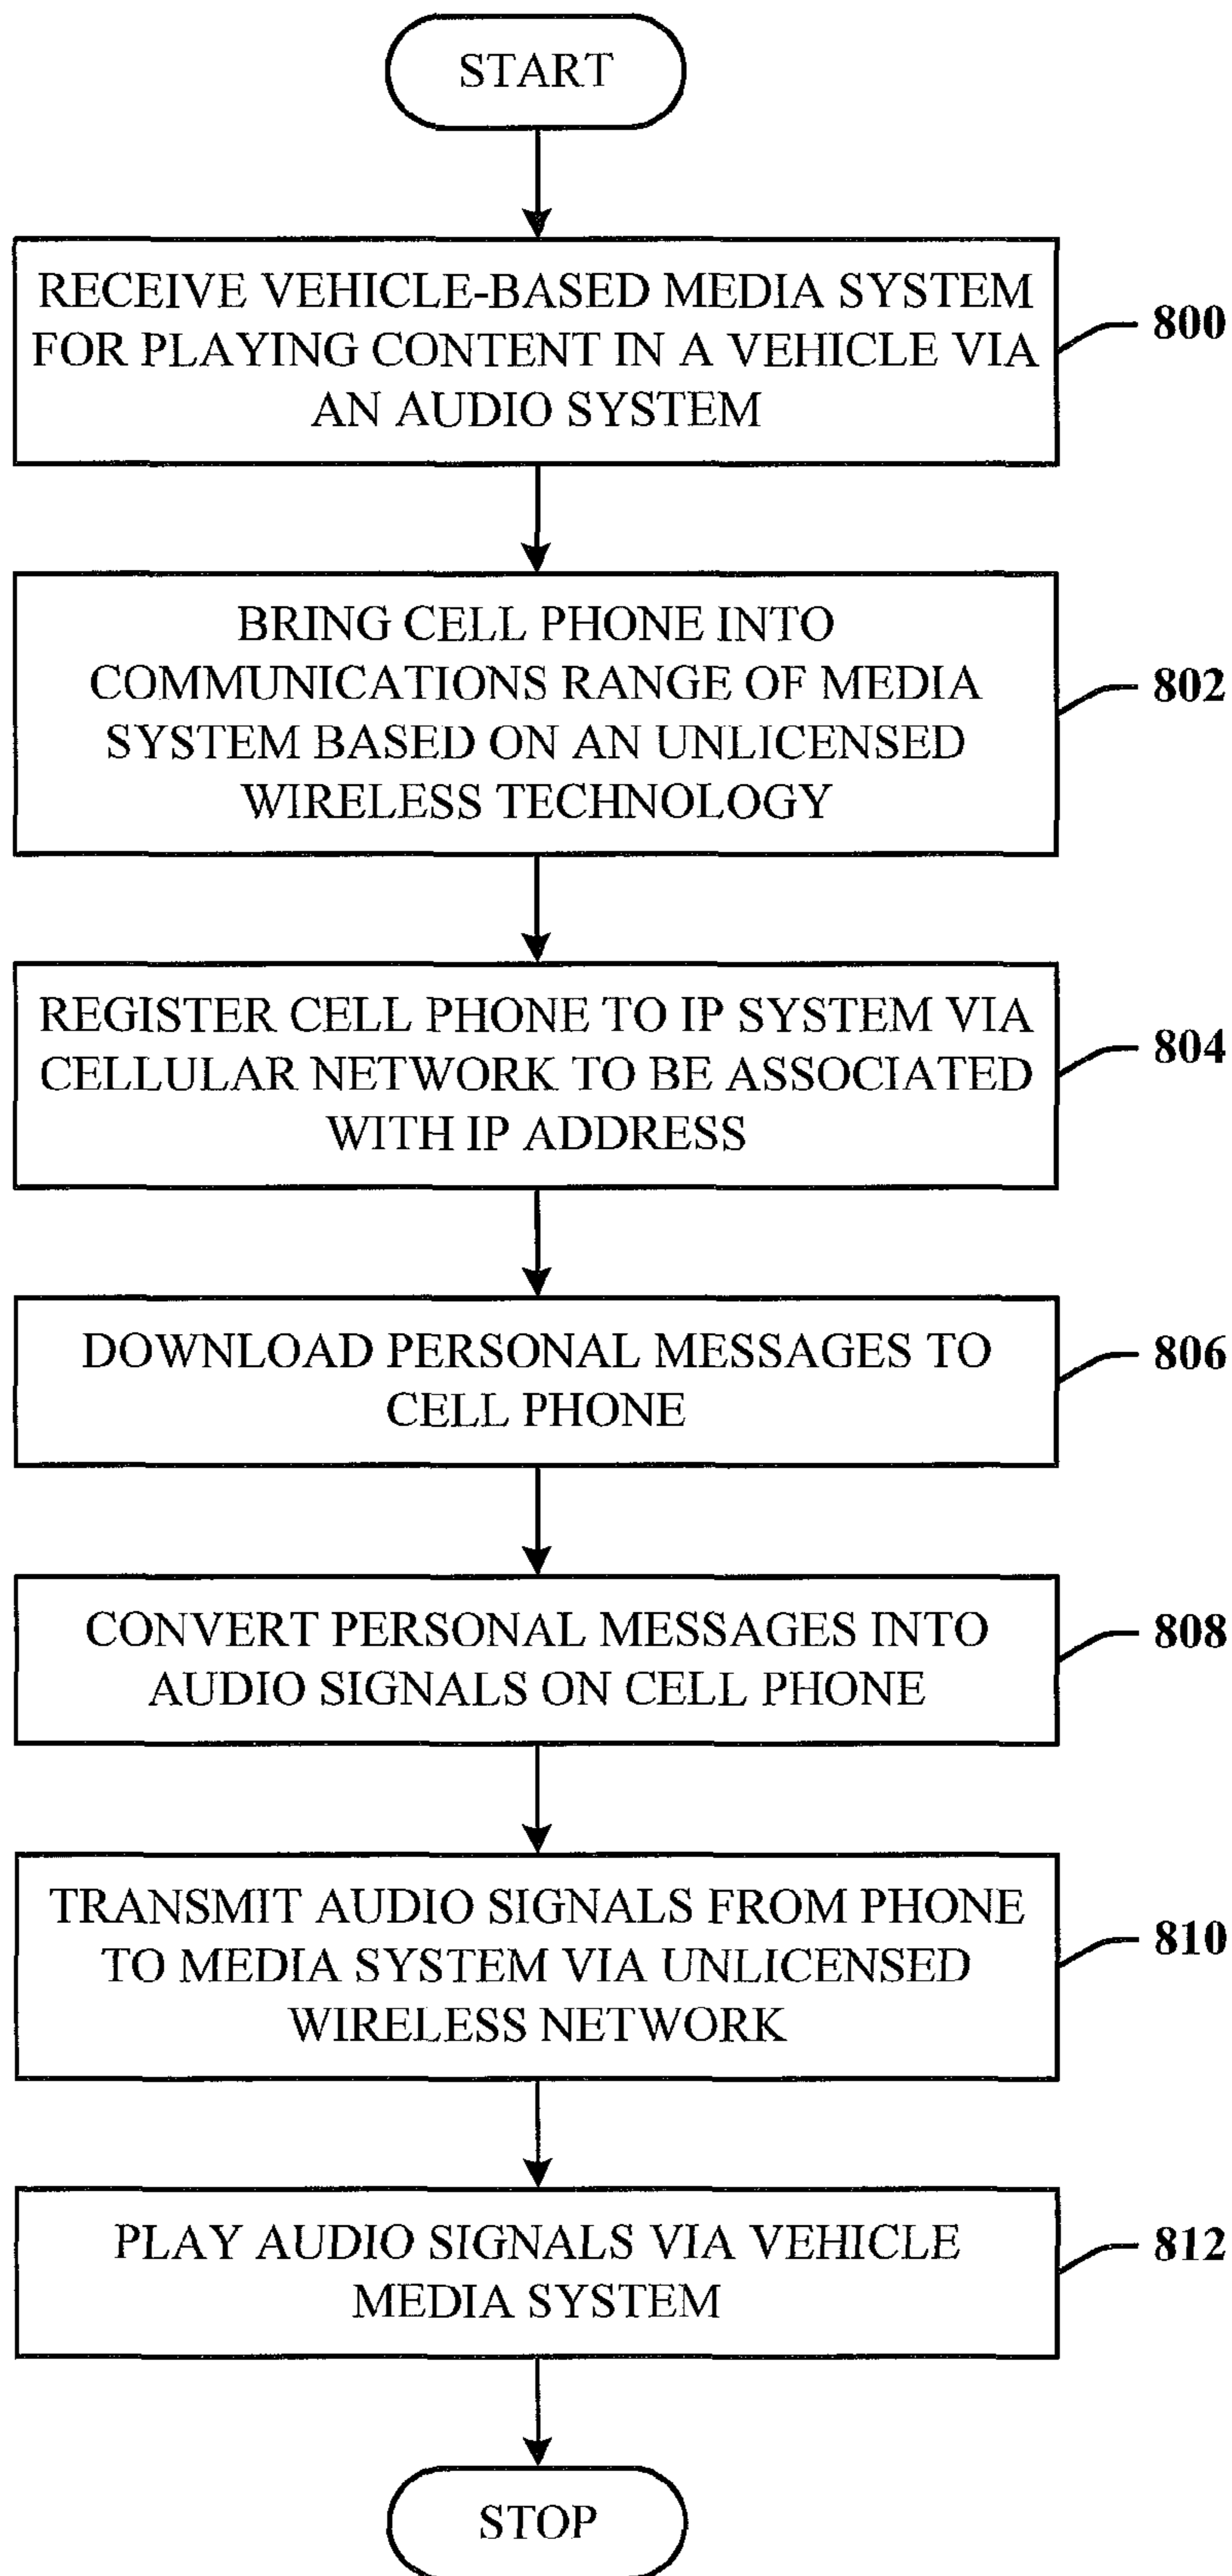 START
RECEIVE VEHICLE-BASED MEDIA SYSTEM
FOR PLAYING CONTENT IN A VEHICLE VIA
AN AUDIO SYSTEM
800
BRING CELL PHONE INTO
COMMUNICATIONS RANGE OF MEDIA
SYSTEM BASED ON AN UNLICENSED
WIRELESS TECHNOLOGY
802
REGISTER CELL PHONE TO IP SYSTEM VIA
CELLULAR NETWORK TO BE ASSOCIATED
WITH IP ADDRESS
804
DOWNLOAD PERSONAL MESSAGES TO
CELL PHONE
806
CONVERT PERSONAL MESSAGES INTO
AUDIO SIGNALS ON CELL PHONE
808
TRANSMIT AUDIO SIGNALS FROM PHONE
TO MEDIA SYSTEM VIA UNLICENSED
WIRELESS NETWORK
810
PLAY AUDIO SIGNALS VIA VEHICLE
MEDIA SYSTEM
812
STOP